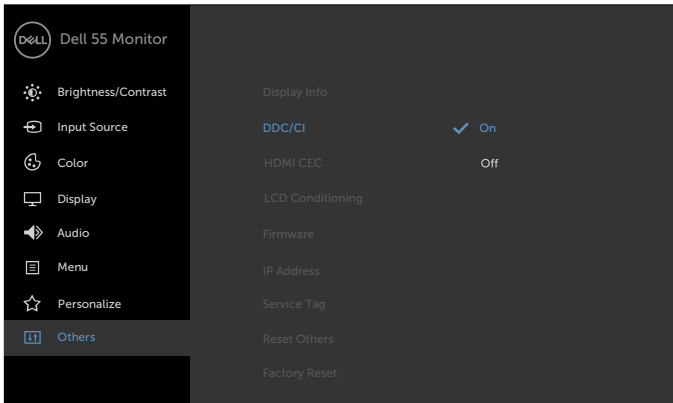 DELL Dell 55 Monitor
Brightness/Contrast
Input Source
Color
Display
Audio
Menu
Personalize
Others
Display Info
DDC/CI
On
HDMI CEC
Off
LCD Conditioning
Firmware
IP Address
Service Tag
Reset Others
Factory Reset